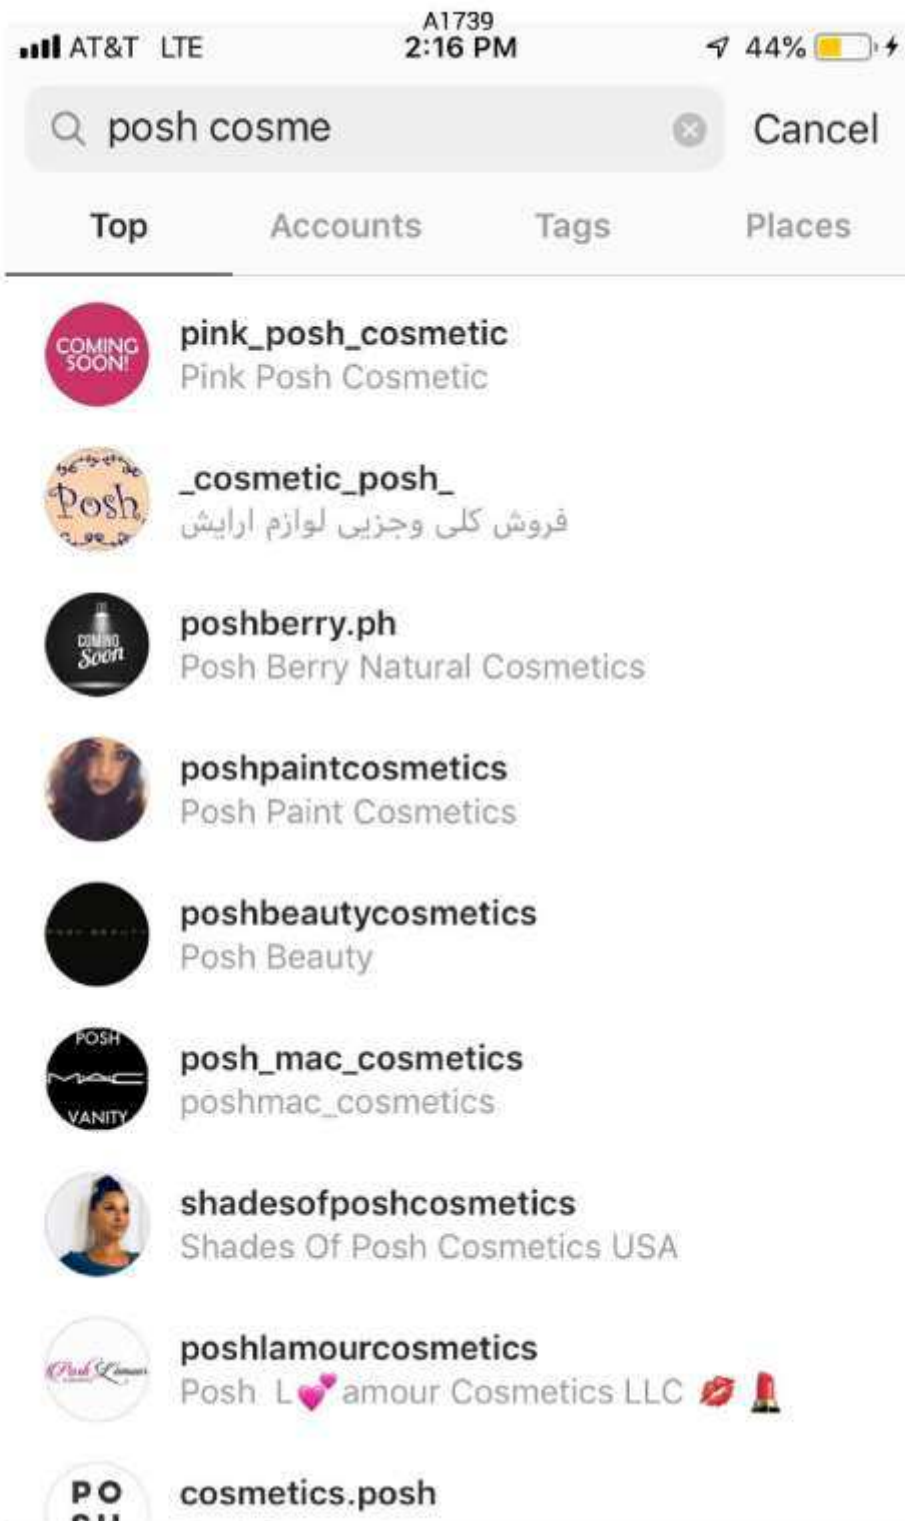 A1739
AT&T LTE 2:16 PM 44%
posh cosme Cancel
Top Accounts Tags Places
COMING
SOON!
pink_posh_cosmetic
Pink Posh Cosmetic
Posh
_cosmetic_posh_
فروش کلی وجزیی لوازم ارایش
COMING
Soon
poshberry.ph
Posh Berry Natural Cosmetics
poshpaintcosmetics
Posh Paint Cosmetics
poshbeautycosmetics
Posh Beauty
POSH
MAC
VANITY
posh_mac_cosmetics
poshmac_cosmetics
shadesofposhcosmetics
Shades Of Posh Cosmetics USA
Posh L'amour
poshlamourcosmetics
Posh L💕amour Cosmetics LLC 💋💄
PO
cosmetics.posh